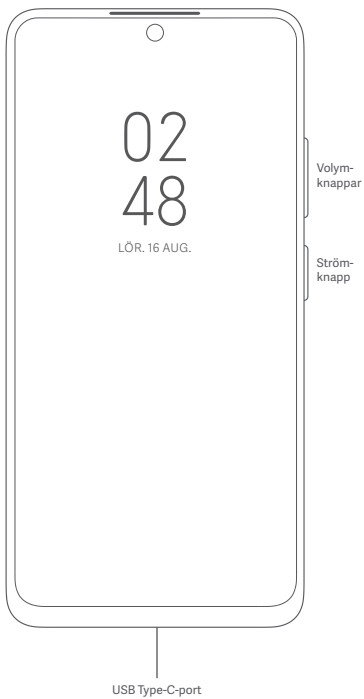 02
48
LÖR. 16 AUG.
Volym-
knappar
Ström-
knapp
USB Type-C-port